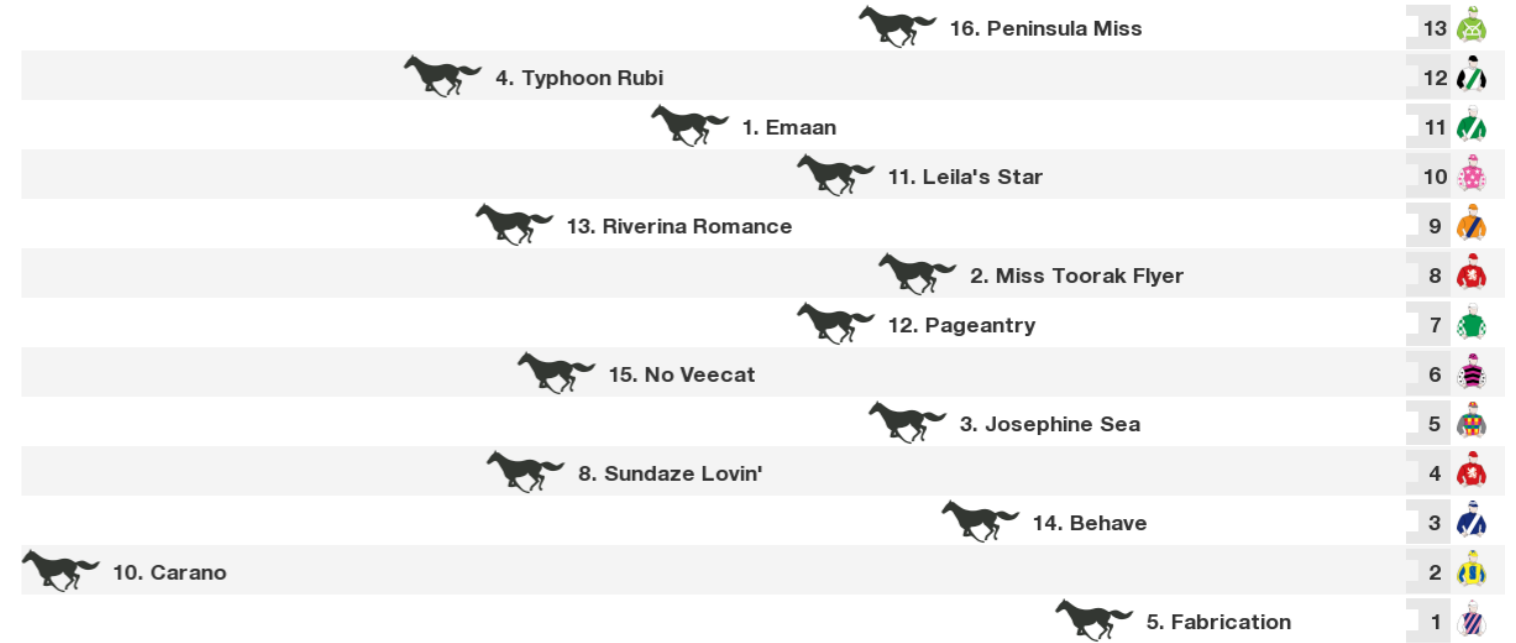 16. Peninsula Miss 13
4. Typhoon Rubi 12
1. Emaan 11
11. Leila's Star 10
13. Riverina Romance 9
2. Miss Toorak Flyer 8
12. Pageantry 7
15. No Veecat 6
3. Josephine Sea 5
8. Sundaze Lovin' 4
14. Behave 3
10. Carano 2
5. Fabrication 1